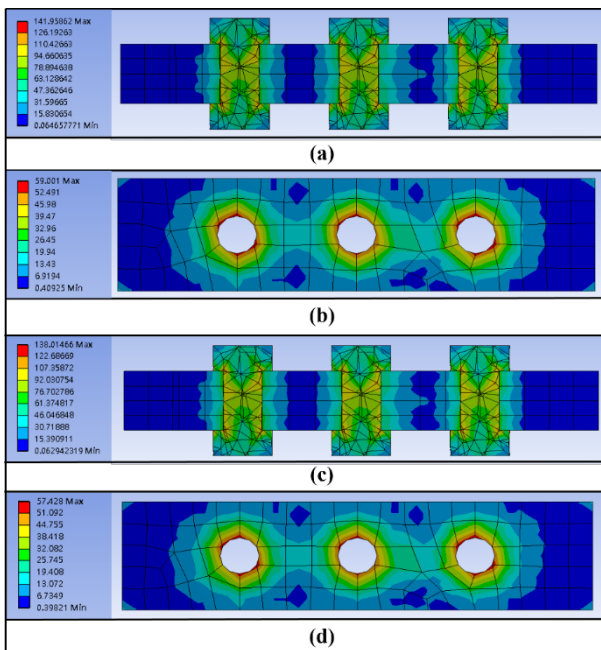 141.95862 Max
126.19263
110.42663
94.660635
78.894638
63.128642
47.362646
31.59665
15.830654
0.064657771 Min
(a)
59.001 Max
52.491
45.98
39.47
32.96
26.45
19.94
13.43
6.9194
0.40925 Min
(b)
138.01466 Max
122.68669
107.35872
92.030754
76.702786
61.374817
46.046848
30.71888
15.390911
0.062942319 Min
(c)
57.428 Max
51.092
44.755
38.418
32.082
25.745
19.408
13.072
6.7349
0.39821 Min
(d)